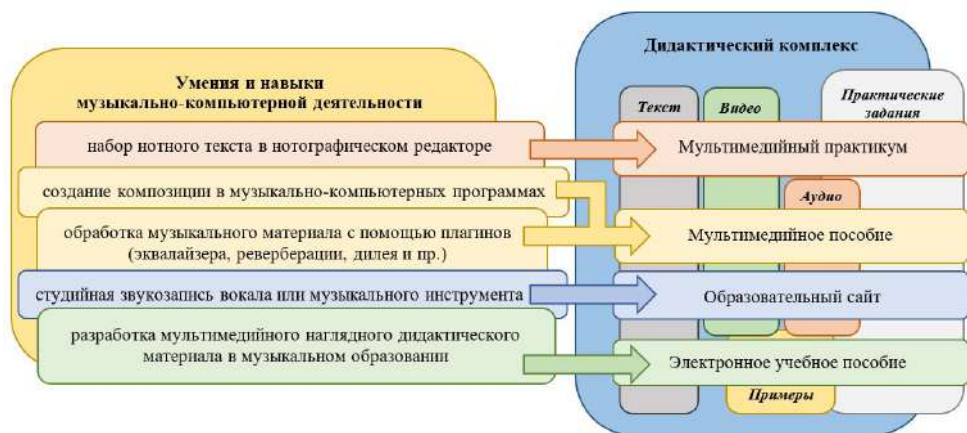 Умения и навыки
музыкально-компьютерной деятельности
набор нотного текста в нотографическом редакторе
создание композиции в музыкально-компьютерных программах
обработка музыкального материала с помощью плагинов
(эквалайзера, реверберации, дилея и пр.)
студийная звукозапись вокала или музыкального инструмента
разработка мультимедийного наглядного дидактического
материала в музыкальном образовании
Дидактический комплекс
Текст
Видео
Практические
задания
Мультимедийный практикум
Аудио
Мультимедийное пособие
Образовательный сайт
Электронное учебное пособие
Примеры